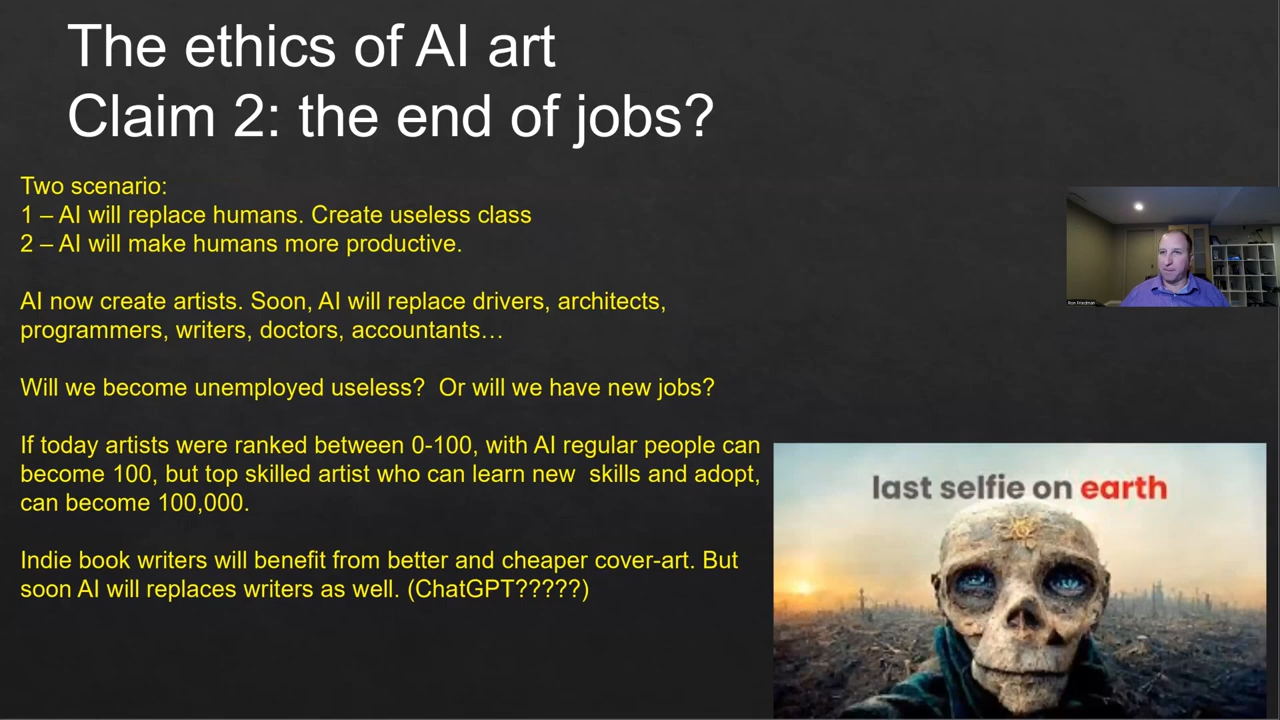 The ethics of AI art
Claim 2: the end of jobs?
Two scenario:
1 – AI will replace humans. Create useless class
2 – AI will make humans more productive.
AI now create artists. Soon, AI will replace drivers, architects,
programmers, writers, doctors, accountants…
Will we become unemployed useless?  Or will we have new jobs?
If today artists were ranked between 0-100, with AI regular people can
become 100, but top skilled artist who can learn new  skills and adopt,
can become 100,000.
Indie book writers will benefit from better and cheaper cover-art. But
soon AI will replaces writers as well. (ChatGPT?????)
Ron Friedman
last selfie on earth